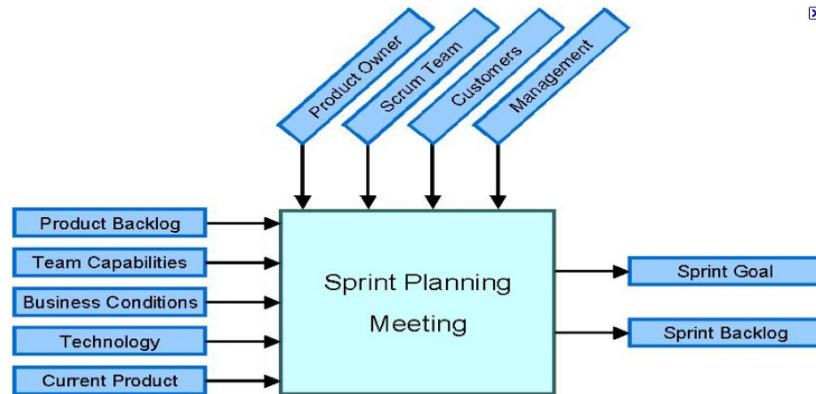 Product Owner
Scrum Team
Customers
Management
Product Backlog
Team Capabilities
Business Conditions
Technology
Current Product
Sprint Planning
Meeting
Sprint Goal
Sprint Backlog